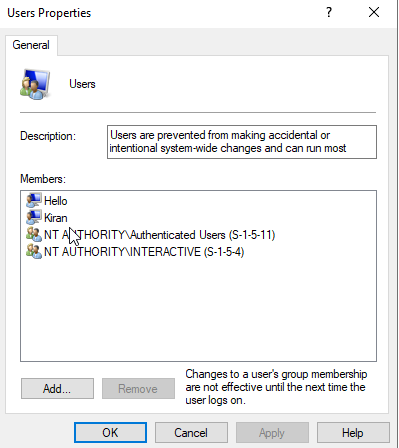 Users Properties
?
General
Users
Description:
Users are prevented from making accidental or
intentional system-wide changes and can run most
Members:
Hello
Kiran
NT AUTHORITY\Authenticated Users (S-1-5-11)
NT AUTHORITY\INTERACTIVE (S-1-5-4)
Add...
Remove
Changes to a user's group membership
are not effective until the next time the
user logs on.
OK
Cancel
Apply
Help